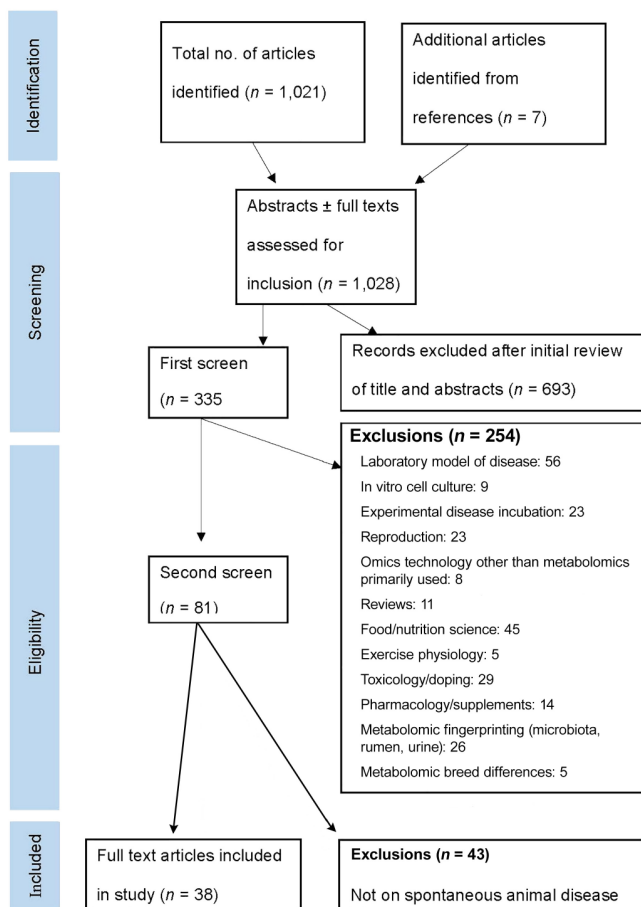 Identification
Total no. of articles
identified (n = 1,021)
Additional articles
identified from
references (n = 7)
Screening
Abstracts ± full texts
assessed for
inclusion (n = 1,028)
First screen
(n = 335
Records excluded after initial review
of title and abstracts (n = 693)
Eligibility
Exclusions (n = 254)
Laboratory model of disease: 56
In vitro cell culture: 9
Experimental disease incubation: 23
Reproduction: 23
Omics technology other than metabolomics
primarily used: 8
Reviews: 11
Food/nutrition science: 45
Exercise physiology: 5
Toxicology/doping: 29
Pharmacology/supplements: 14
Metabolomic fingerprinting (microbiota,
rumen, urine): 26
Metabolomic breed differences: 5
Second screen
(n = 81)
Included
Full text articles included
in study (n = 38)
Exclusions (n = 43)
Not on spontaneous animal disease